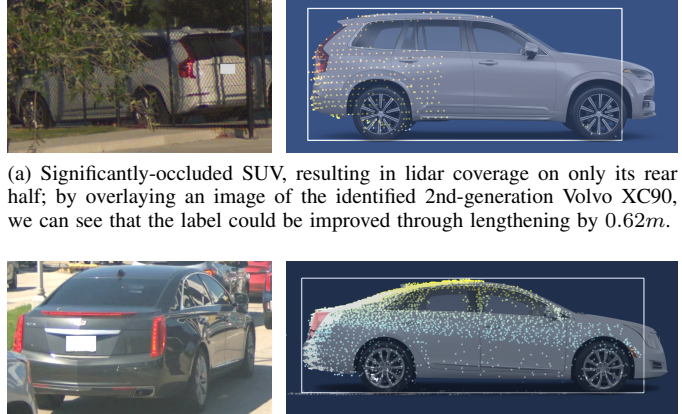 (a) Significantly-occluded SUV, resulting in lidar coverage on only its rear
half; by overlaying an image of the identified 2nd-generation Volvo XC90,
we can see that the label could be improved through lengthening by 0.62m.